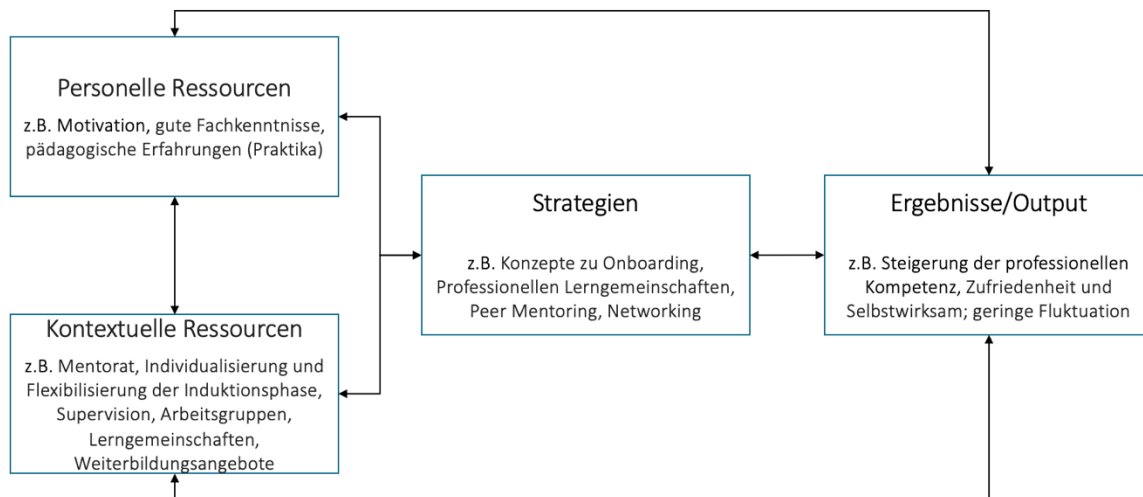 Personelle Ressourcen
z.B. Motivation, gute Fachkenntnisse,
pädagogische Erfahrungen (Praktika)
Kontextuelle Ressourcen
z.B. Mentorat, Individualisierung und
Flexibilisierung der Induktionsphase,
Supervision, Arbeitsgruppen,
Lerngemeinschaften,
Weiterbildungsangebote
Strategien
z.B. Konzepte zu Onboarding,
Professionellen Lerngemeinschaften,
Peer Mentoring, Networking
Ergebnisse/Output
z.B. Steigerung der professionellen
Kompetenz, Zufriedenheit und
Selbstwirksam; geringe Fluktuation